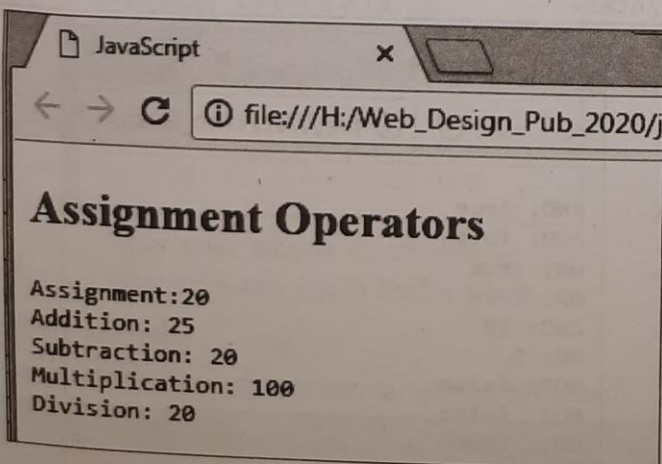 JavaScript
file:///H:/Web_Design_Pub_2020/j
Assignment Operators
Assignment:20
Addition: 25
Subtraction: 20
Multiplication: 100
Division: 20